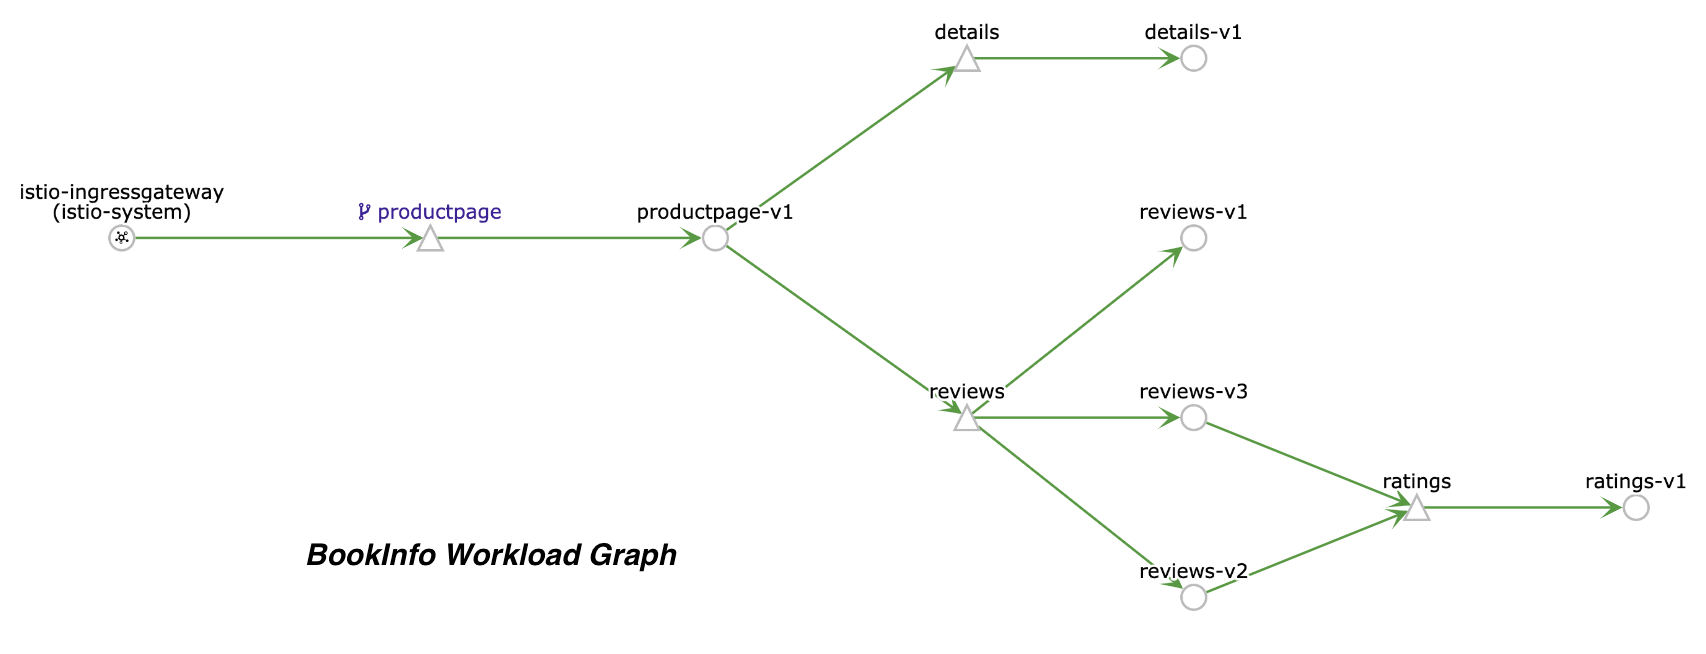 details
details-v1
istio-ingressgateway
(istio-system)
productpage
productpage-v1
reviews-v1
reviews
reviews-v3
ratings
ratings-v1
BookInfo Workload Graph
reviews-v2